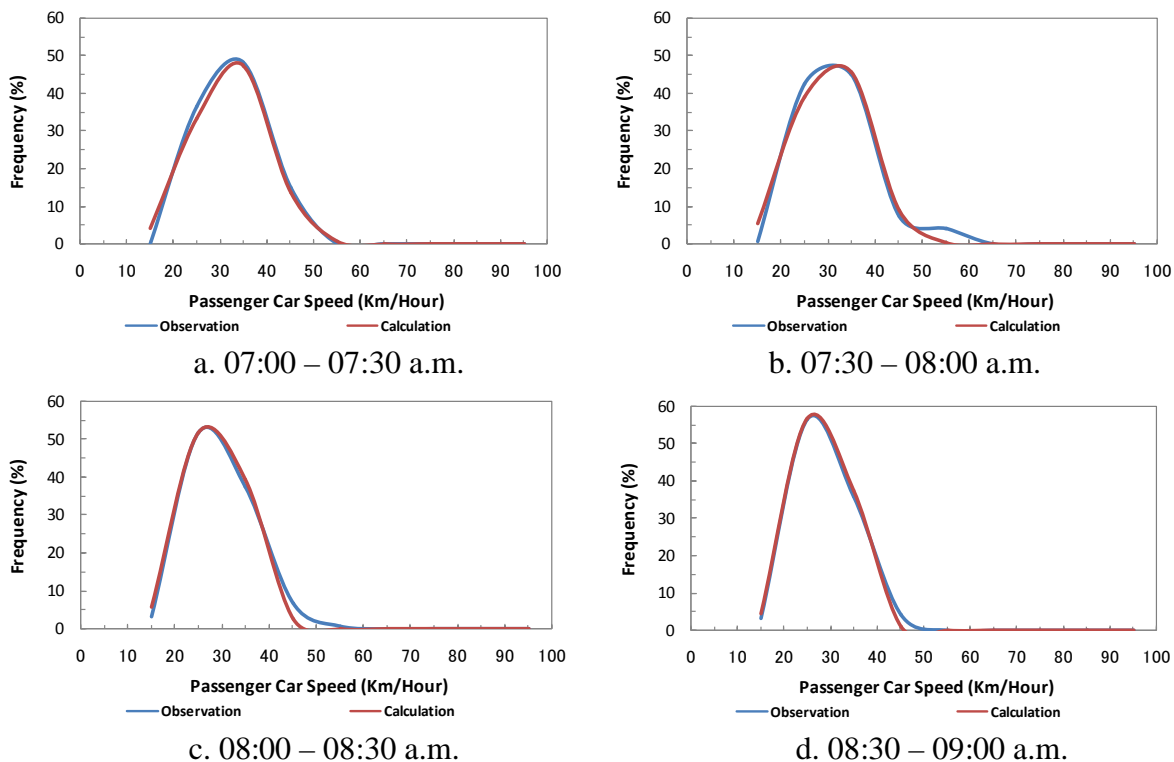 60
50
40
30
20
10
0
Frequency (%)
0 10 20 30 40 50 60 70 80 90 100
Passenger Car Speed (Km/Hour)
Observation Calculation
a. 07:00 – 07:30 a.m.
60
50
40
30
20
10
0
Frequency (%)
0 10 20 30 40 50 60 70 80 90 100
Passenger Car Speed (Km/Hour)
Observation Calculation
b. 07:30 – 08:00 a.m.
60
50
40
30
20
10
0
Frequency (%)
0 10 20 30 40 50 60 70 80 90 100
Passenger Car Speed (Km/Hour)
Observation Calculation
c. 08:00 – 08:30 a.m.
60
50
40
30
20
10
0
Frequency (%)
0 10 20 30 40 50 60 70 80 90 100
Passenger Car Speed (Km/Hour)
Observation Calculation
d. 08:30 – 09:00 a.m.